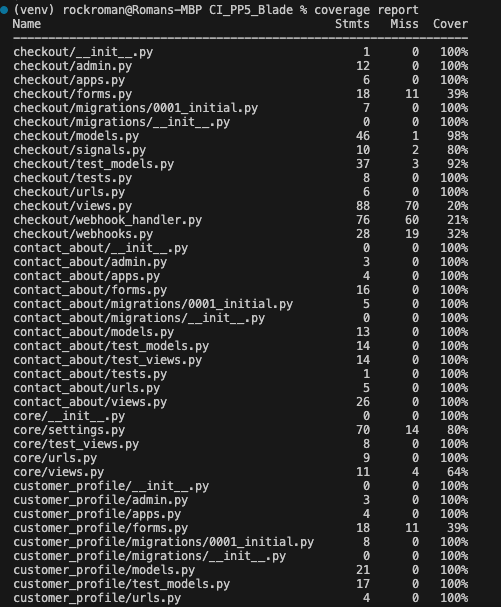 (venv) rockroman@Romans-MBP CI_PP5_Blade % coverage report
Name Stmts Miss Cover
checkout/__init__.py 1 0 100%
checkout/admin.py 12 0 100%
checkout/apps.py 6 0 100%
checkout/forms.py 18 11 39%
checkout/migrations/0001_initial.py 7 0 100%
checkout/migrations/__init__.py 0 0 100%
checkout/models.py 46 1 98%
checkout/signals.py 10 2 80%
checkout/test_models.py 37 3 92%
checkout/tests.py 8 0 100%
checkout/urls.py 6 0 100%
checkout/views.py 88 70 20%
checkout/webhook_handler.py 76 60 21%
checkout/webhooks.py 28 19 32%
contact_about/__init__.py 0 0 100%
contact_about/admin.py 3 0 100%
contact_about/apps.py 4 0 100%
contact_about/forms.py 16 0 100%
contact_about/migrations/0001_initial.py 5 0 100%
contact_about/migrations/__init__.py 0 0 100%
contact_about/models.py 13 0 100%
contact_about/test_models.py 14 0 100%
contact_about/test_views.py 14 0 100%
contact_about/tests.py 1 0 100%
contact_about/urls.py 5 0 100%
contact_about/views.py 26 0 100%
core/__init__.py 0 0 100%
core/settings.py 70 14 80%
core/test_views.py 8 0 100%
core/urls.py 9 0 100%
core/views.py 11 4 64%
customer_profile/__init__.py 0 0 100%
customer_profile/admin.py 3 0 100%
customer_profile/apps.py 4 0 100%
customer_profile/forms.py 18 11 39%
customer_profile/migrations/0001_initial.py 8 0 100%
customer_profile/migrations/__init__.py 0 0 100%
customer_profile/models.py 21 0 100%
customer_profile/test_models.py 17 0 100%
customer_profile/urls.py 4 0 100%